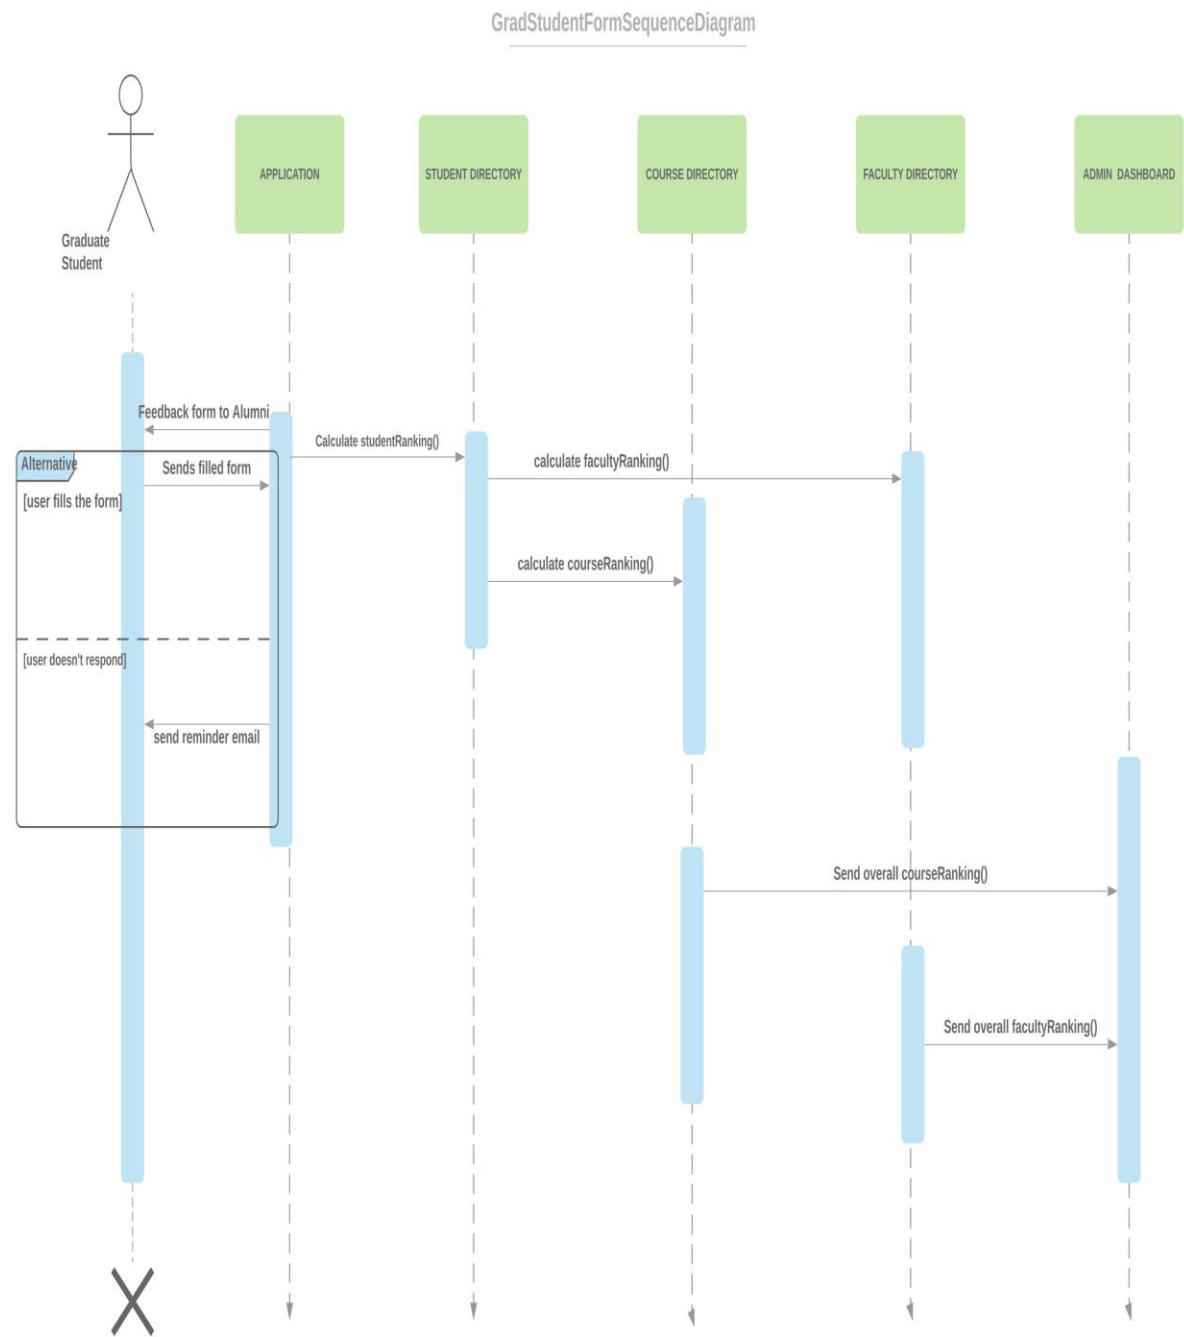 GradStudentFormSequenceDiagram
APPLICATION
STUDENT DIRECTORY
COURSE DIRECTORY
FACULTY DIRECTORY
ADMIN DASHBOARD
Graduate
Student
Feedback form to Alumni
Calculate studentRanking()
Alternative
Sends filled form
calculate facultyRanking()
[user fills the form]
calculate courseRanking()
[user doesn't respond]
send reminder email
Send overall courseRanking()
Send overall facultyRanking()